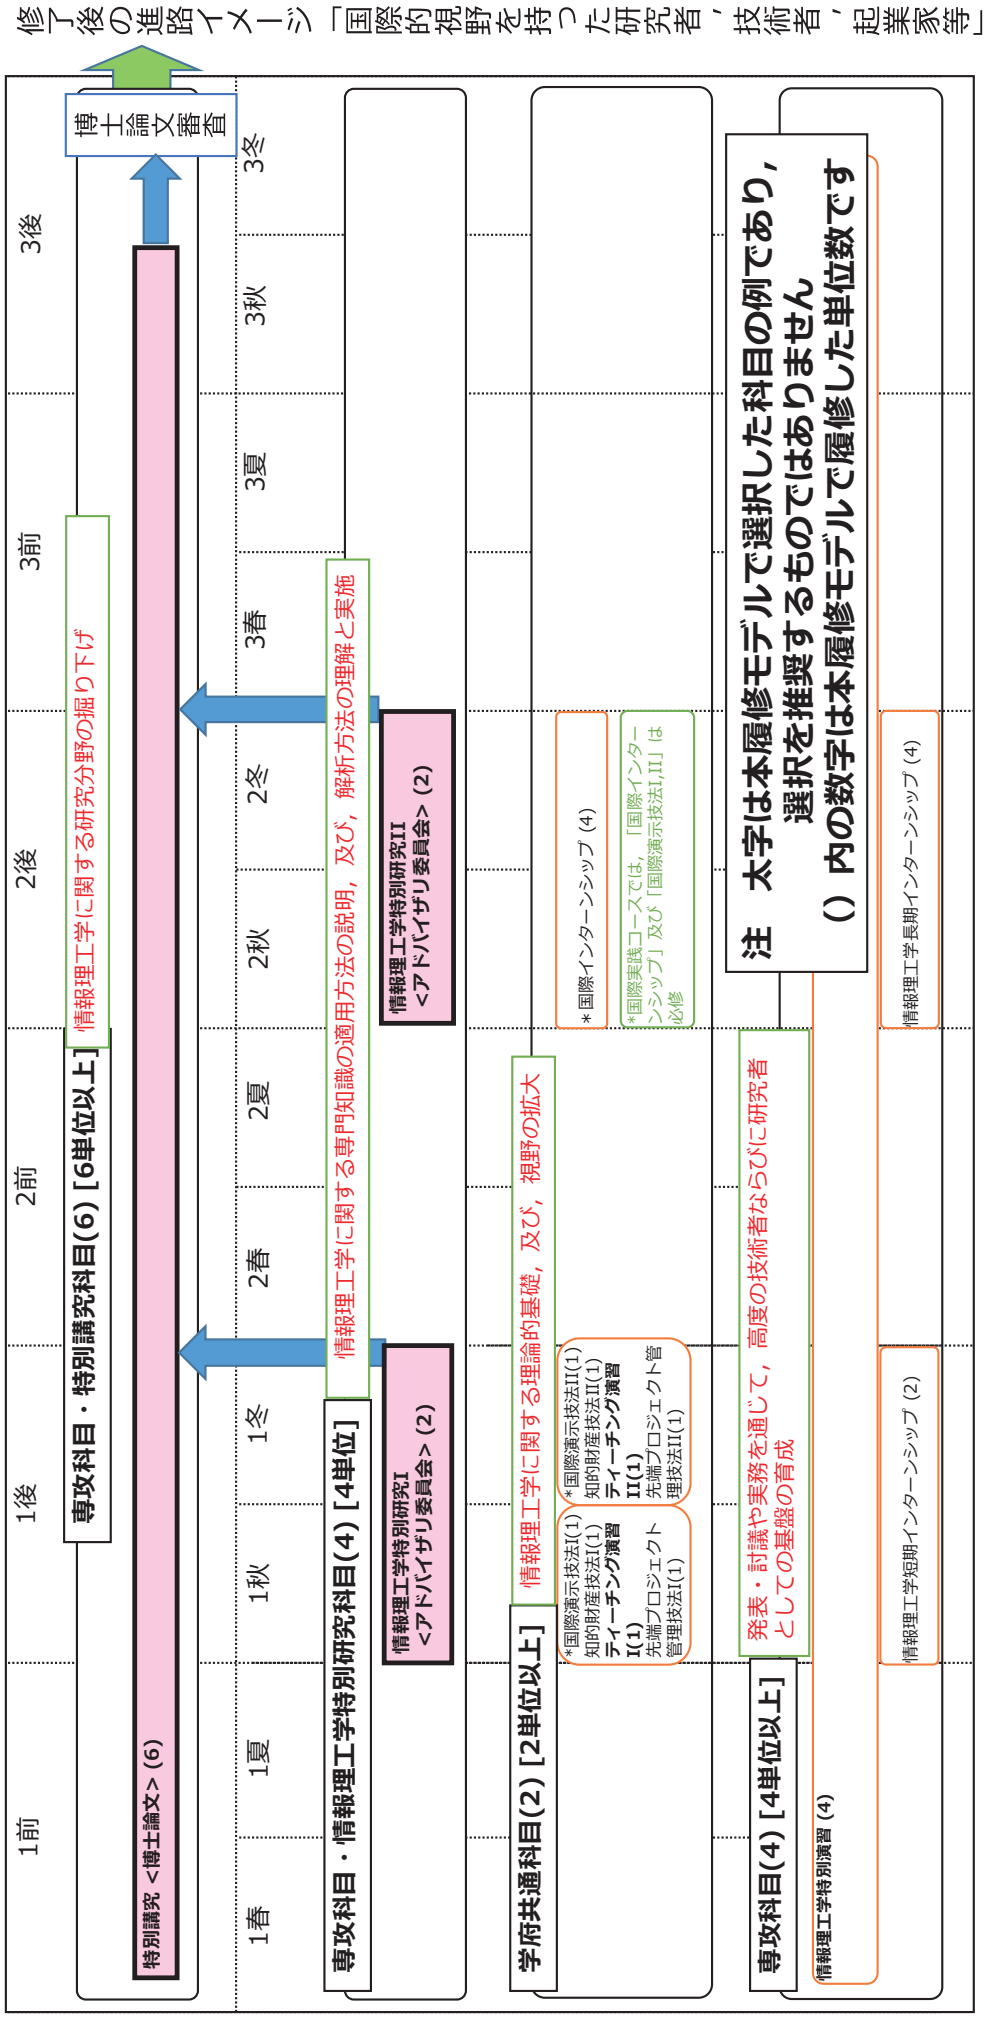 修了後の進路イメージ「国際的視野を持った研究者，技術者，起業家等」
1前
1後
2前
2後
3前
3後
専攻科目・特別講究科目(6) [6単位以上]
情報理工学に関する研究分野の掘り下げ
特別講究 <博士論文> (6)
博士論文審査
1春
1夏
1秋
1冬
2春
2夏
2秋
2冬
3春
3夏
3秋
3冬
専攻科目・情報理工学特別研究科目(4) [4単位]
情報理工学に関する専門知識の適用方法の説明，及び，解析方法の理解と実施
情報理工学特別研究I
<アドバイザリ委員会> (2)
情報理工学特別研究II
<アドバイザリ委員会> (2)
学府共通科目(2) [2単位以上]
情報理工学に関する理論的基礎，及び，視野の拡大
*国際演示技法I(1)
知的財産技法I(1)
ティーチング演習
I(1)
先端プロジェクト
管理技法I(1)
*国際演示技法II(1)
知的財産技法II(1)
ティーチング演習
II(1)
先端プロジェクト管
理技法II(1)
*国際インターンシップ (4)
*国際実践コースでは，「国際インター
ンシップ」及び「国際演示技法I,II」は
必修
専攻科目(4) [4単位以上]
発表・討議や実務を通じて，高度の技術者ならびに研究者
としての基盤の育成
情報理工学特別演習 (4)
情報理工学短期インターンシップ (2)
情報理工学長期インターンシップ (4)
注　太字は本履修モデルで選択した科目の例であり，
選択を推奨するものではありません
() 内の数字は本履修モデルで履修した単位数です